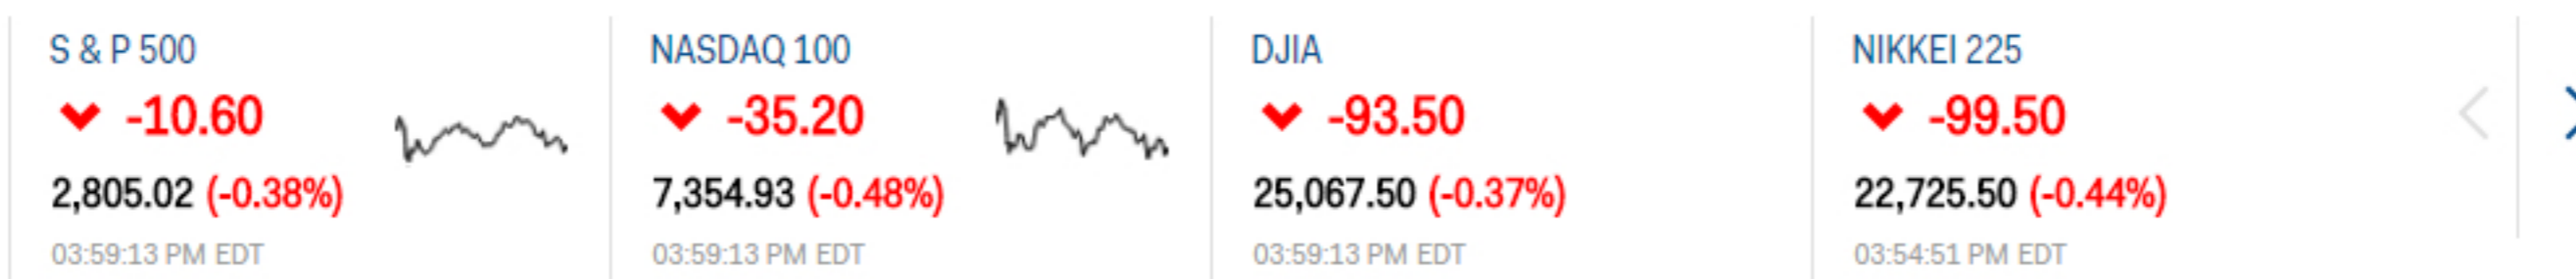 S & P 500
-10.60
2,805.02 (-0.38%)
03:59:13 PM EDT
NASDAQ 100
-35.20
7,354.93 (-0.48%)
03:59:13 PM EDT
DJIA
-93.50
25,067.50 (-0.37%)
03:59:13 PM EDT
NIKKEI 225
-99.50
22,725.50 (-0.44%)
03:54:51 PM EDT